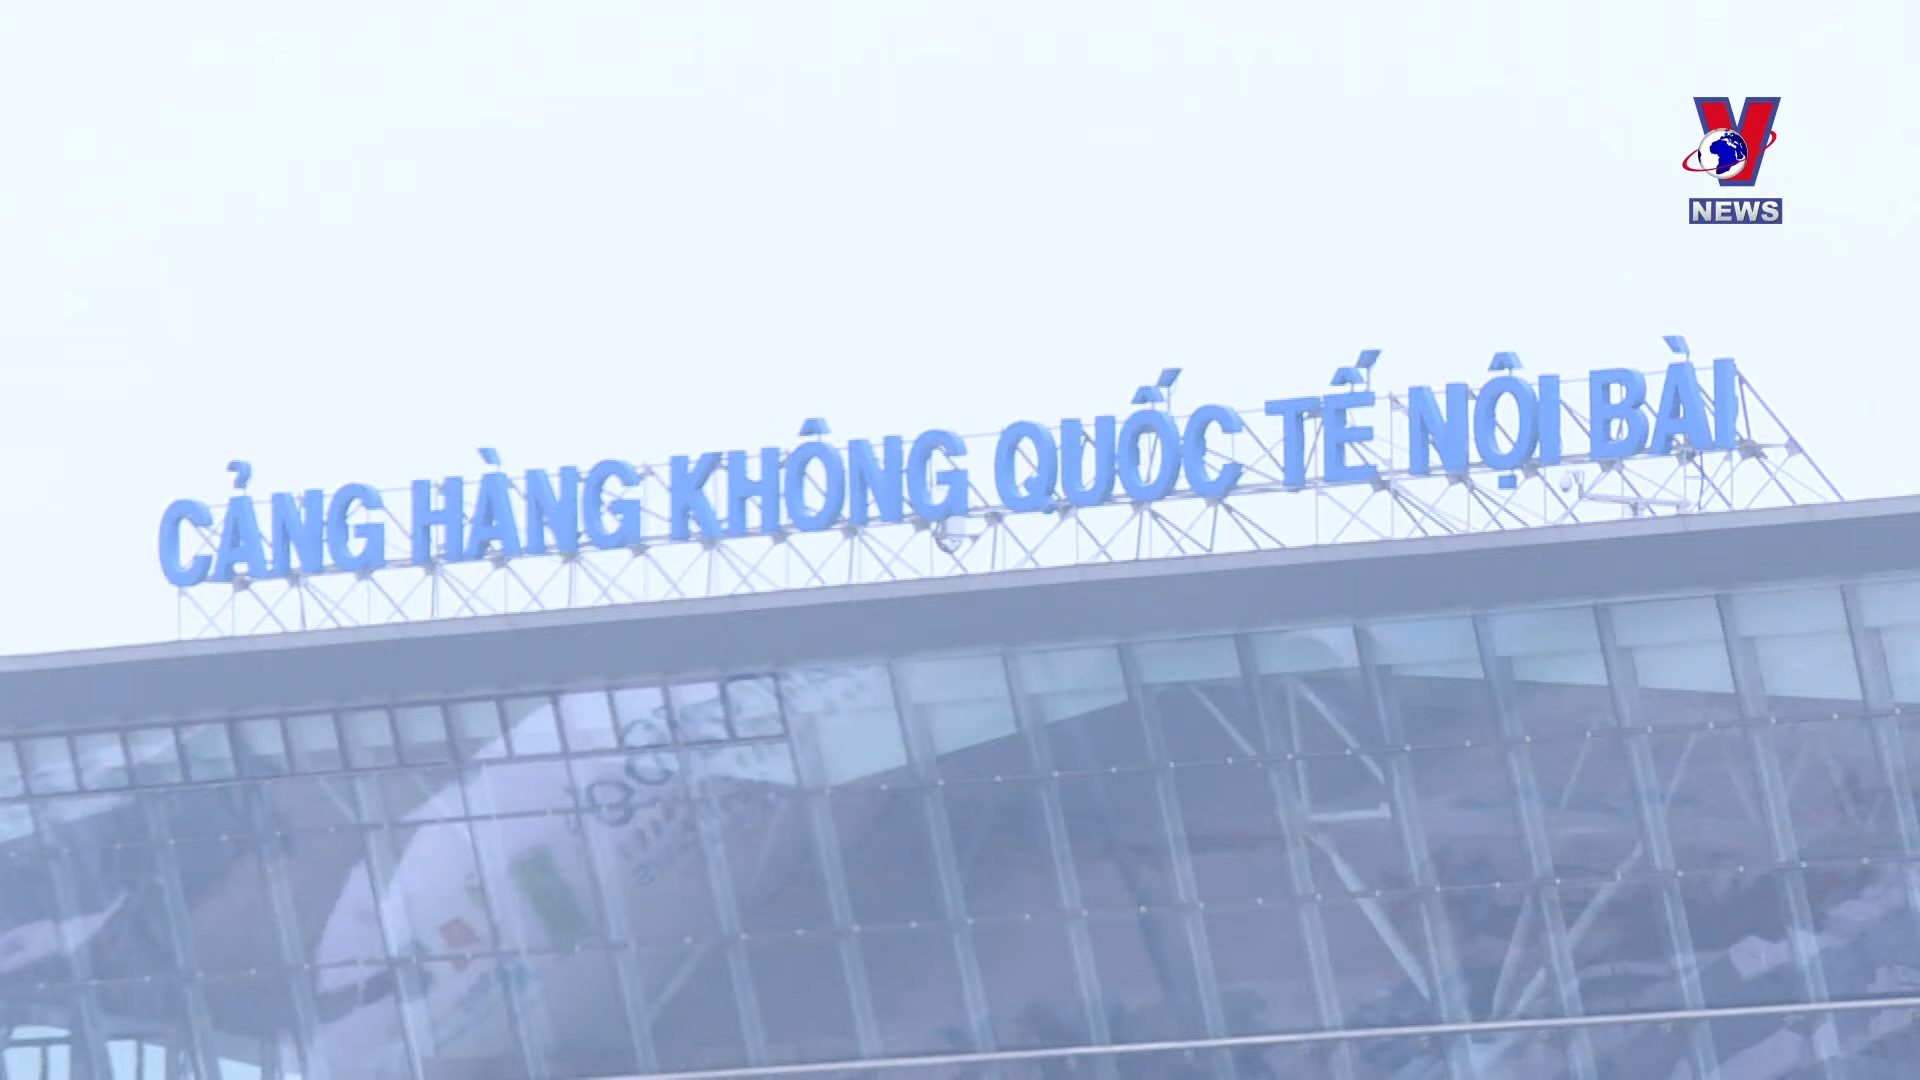 NEWS
CẢNG HÀNG KHÔNG QUỐC TẾ NỘI BÀI